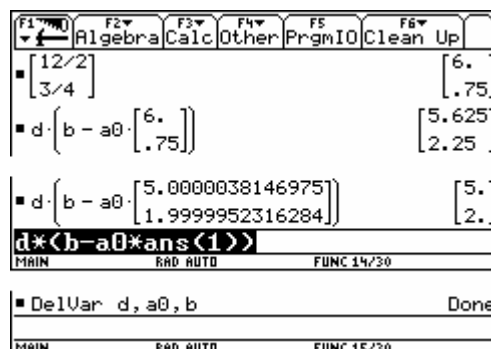 F1 F2 F3 F4 F5 F6
Algebra Calc Other PrgmIO Clean Up
[12/2] [6.
[3/4] [.75
d·(b - a0·[6. ]) [5.625
[.75] [2.25
d·(b - a0·[5.0000038146975]) [5.
[1.9999952316284] [2.
d*(b-a0*ans(1))
MAIN RAD AUTO FUNC 14/30
DelVar d,a0,b Done
MAIN RAD AUTO FUNC 15/30